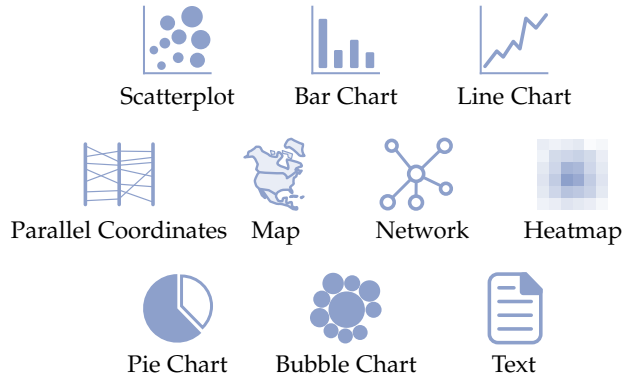 Scatterplot Bar Chart Line Chart
Parallel Coordinates Map Network Heatmap
Pie Chart Bubble Chart Text